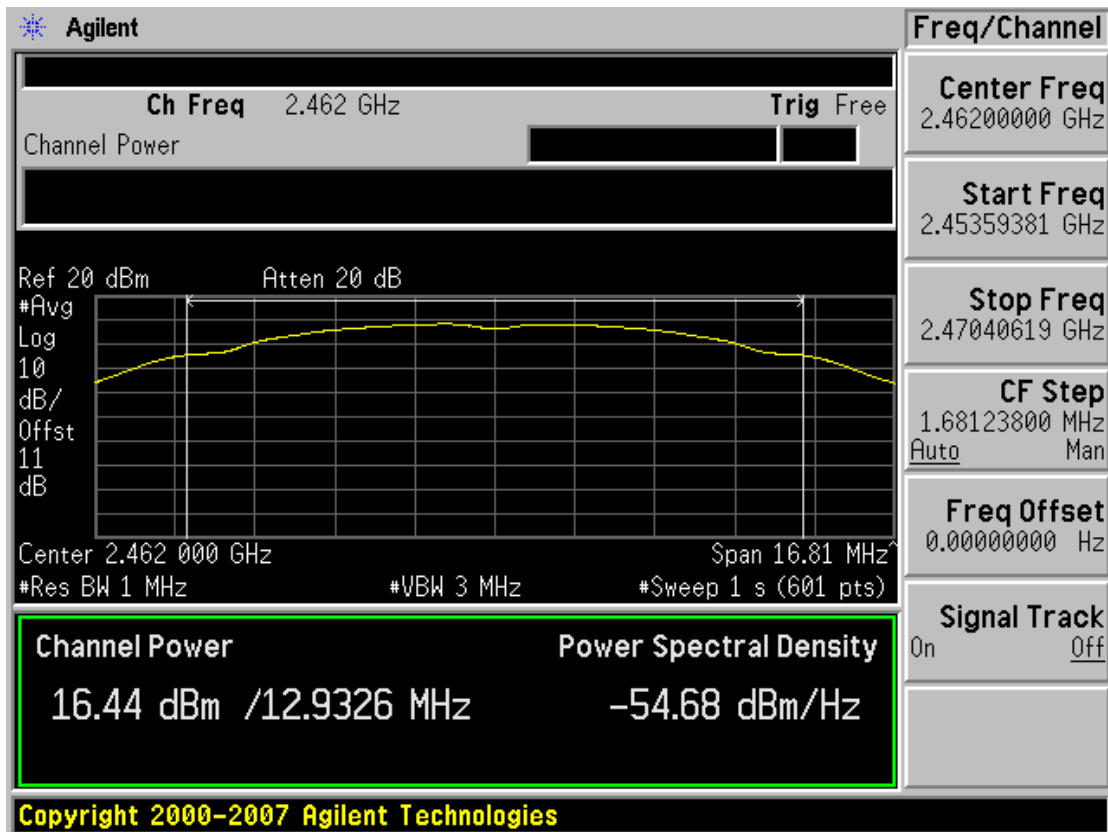 Agilent
Ch Freq 2.462 GHz Trig Free
Channel Power
Ref 20 dBm Atten 20 dB
#Avg
Log
10
dB/
Offst
11
dB
Center 2.462 000 GHz Span 16.81 MHz^
#Res BW 1 MHz #VBW 3 MHz #Sweep 1 s (601 pts)
Channel Power Power Spectral Density
16.44 dBm /12.9326 MHz -54.68 dBm/Hz
Copyright 2000-2007 Agilent Technologies
Freq/Channel
Center Freq
2.46200000 GHz
Start Freq
2.45359381 GHz
Stop Freq
2.47040619 GHz
CF Step
1.68123800 MHz
Auto Man
Freq Offset
0.00000000 Hz
Signal Track
On Off